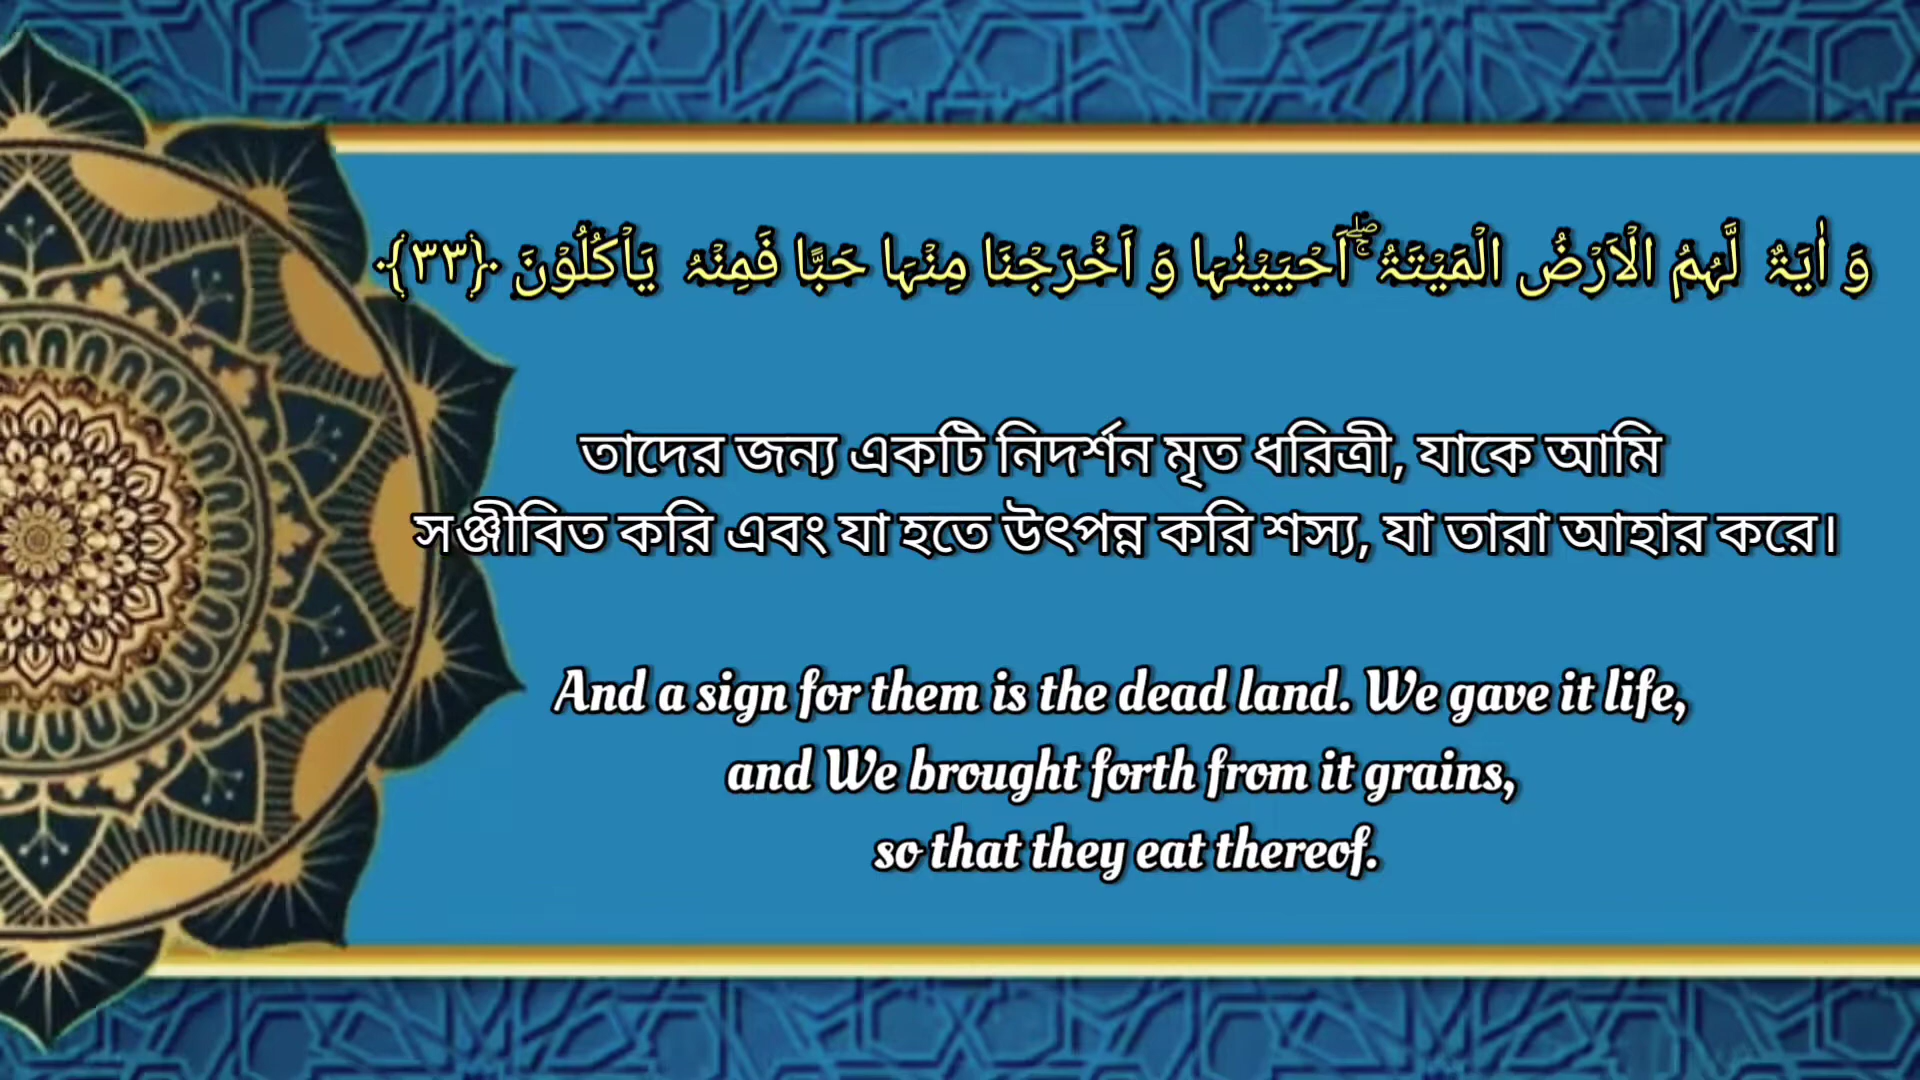 وَ اٰیَۃٌ لَّہُمُ الۡاَرۡضُ الۡمَیۡتَۃُ ۚۖ اَحۡیَیۡنٰہَا وَ اَخۡرَجۡنَا مِنۡہَا حَبًّا فَمِنۡہُ یَاۡکُلُوۡنَ ﴿۳۳﴾
তাদের জন্য একটি নিদর্শন মৃত ধরিত্রী, যাকে আমি
সঞ্জীবিত করি এবং যা হতে উৎপন্ন করি শস্য, যা তারা আহার করে।
And a sign for them is the dead land. We gave it life,
and We brought forth from it grains,
so that they eat thereof.